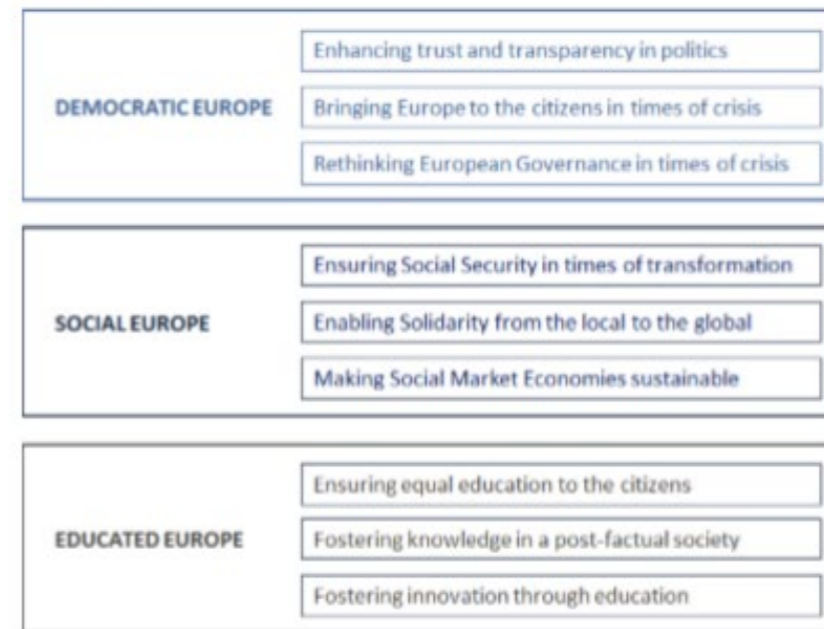 Enhancing trust and transparency in politics
DEMOCRATIC EUROPE
Bringing Europe to the citizens in times of crisis
Rethinking European Governance in times of crisis
Ensuring Social Security in times of transformation
SOCIAL EUROPE
Enabling Solidarity from the local to the global
Making Social Market Economies sustainable
Ensuring equal education to the citizens
EDUCATED EUROPE
Fostering knowledge in a post-factual society
Fostering innovation through education